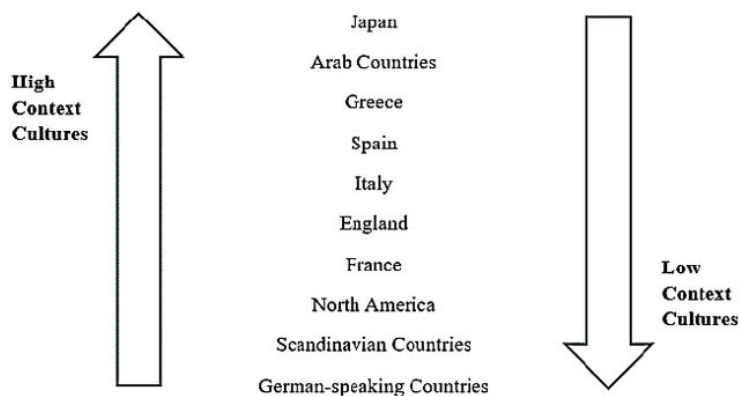 Japan
Arab Countries
High
Context
Cultures
Greece
Spain
Italy
England
France
North America
Low
Context
Cultures
Scandinavian Countries
German-speaking Countries